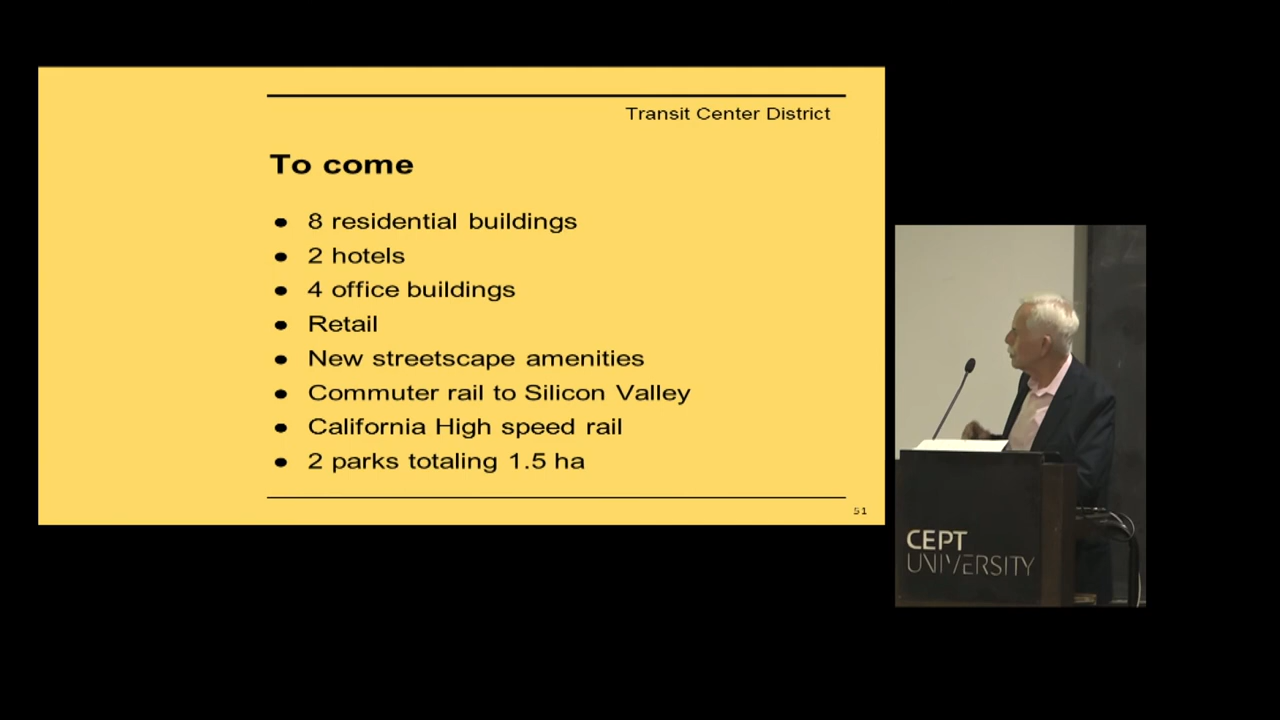 Transit Center District
To come
● 8 residential buildings
● 2 hotels
● 4 office buildings
● Retail
● New streetscape amenities
● Commuter rail to Silicon Valley
● California High speed rail
● 2 parks totaling 1.5 ha
51
CEPT
UNIVERSITY